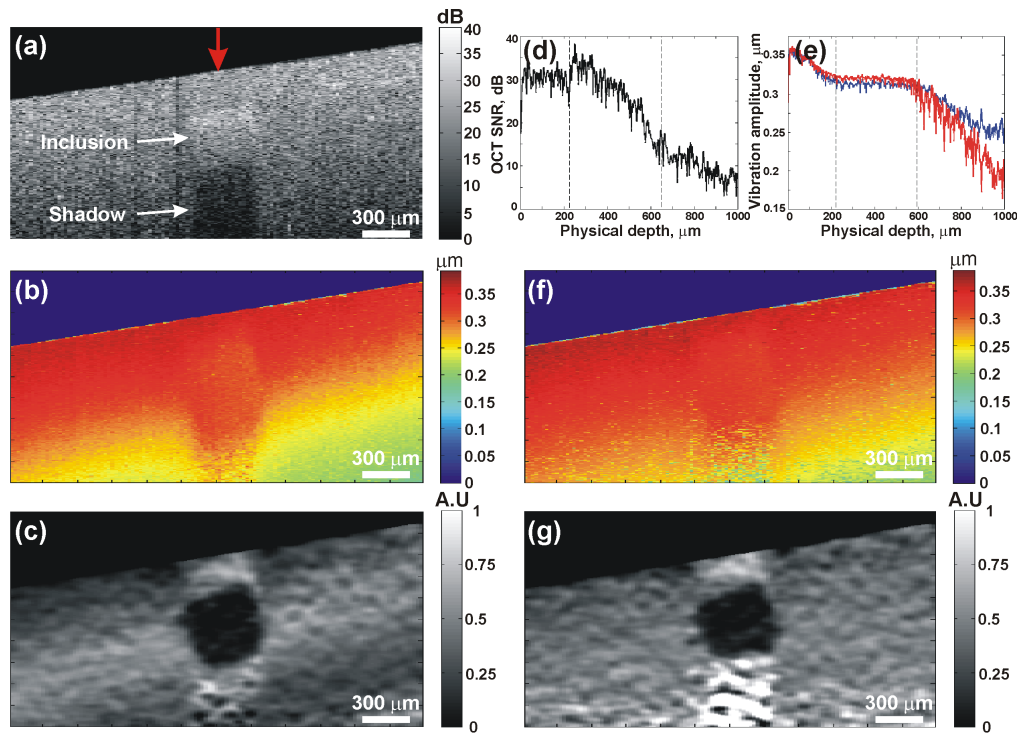 (a)
dB
40
35
30
25
20
15
10
5
0
Inclusion
Shadow
300 μm
(d)
OCT SNR, dB
40
30
20
10
0
0 200 400 600 800 1000
Physical depth, μm
(e)
Vibration amplitude, μm
0.35
0.31
0.25
0.21
0.15
0 200 400 600 800 1000
Physical depth, μm
(b)
μm
0.35
0.3
0.25
0.2
0.15
0.1
0.05
0
300 μm
(f)
μm
0.35
0.3
0.25
0.2
0.15
0.1
0.05
0
300 μm
(c)
A.U
1
0.75
0.5
0.25
0
300 μm
(g)
A.U
1
0.75
0.5
0.25
0
300 μm